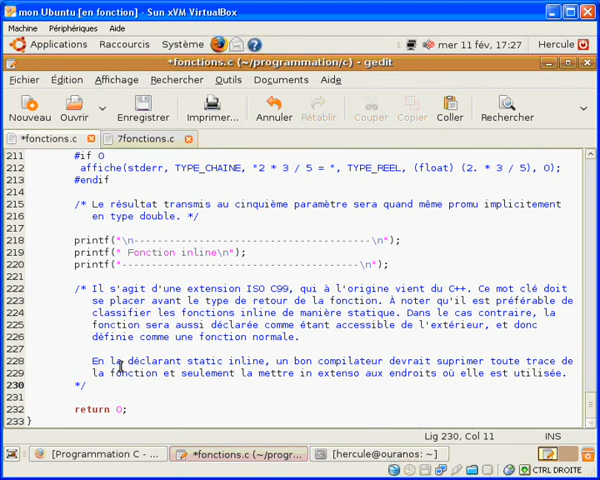 mon Ubuntu [en fonction] - Sun xVM VirtualBox
Machine Périphériques Aide
Applications Raccourcis Système mer 11 fév, 17:27 Hercule
*fonctions.c (~/programmation/c) - gedit
Fichier Édition Affichage Rechercher Outils Documents Aide
Nouveau Ouvrir Enregistrer Imprimer... Annuler Rétablir Couper Copier Coller Rechercher
*fonctions.c 7fonctions.c
211 #if 0
212 affiche(stderr, TYPE_CHAINE, "2 * 3 / 5 = ", TYPE_REEL, (float) (2. * 3 / 5), 0);
213 #endif
214
215 /* Le résultat transmis au cinquième paramètre sera quand même promu implicitement
216 en type double. */
217
218 printf("\n---------------------------------------\n");
219 printf(" Fonction inline\n");
220 printf("---------------------------------------\n");
221
222 /* Il s'agit d'une extension ISO C99, qui à l'origine vient du C++. Ce mot clé doit
223 se placer avant le type de retour de la fonction. À noter qu'il est préférable de
224 classifier les fonctions inline de manière statique. Dans le cas contraire, la
225 fonction sera aussi déclarée comme étant accessible de l'extérieur, et donc
226 définie comme une fonction normale.
227
228 En la déclarant static inline, un bon compilateur devrait suprimer toute trace de
229 la fonction et seulement la mettre in extenso aux endroits où elle est utilisée.
230 */
231
232 return 0;
233 }
Lig 230, Col 11 INS
[Programmation C - ... *fonctions.c (~/progr... [hercule@ouranos: ~]
CTRL DROITE